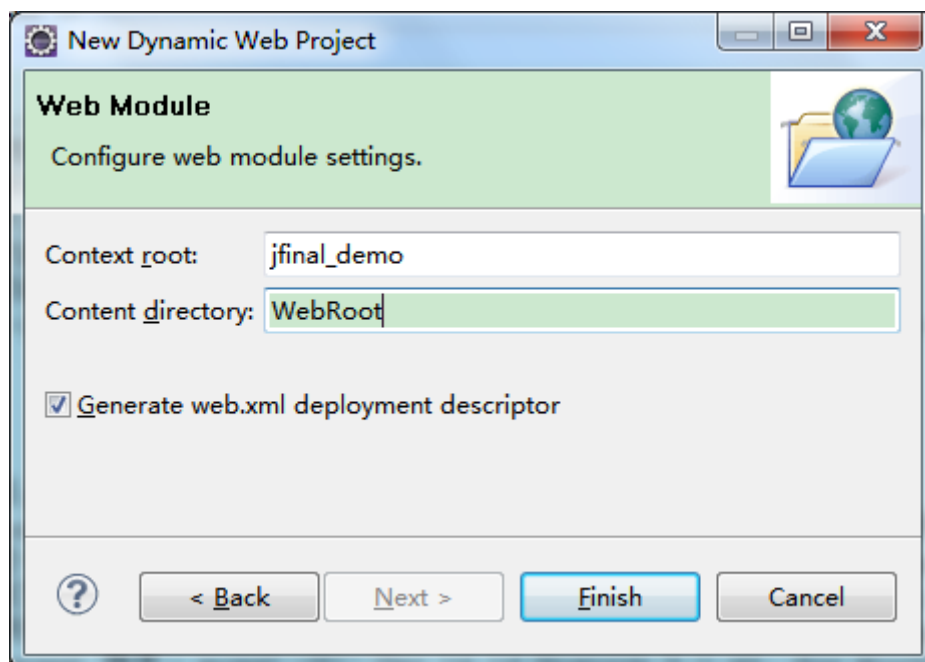 New Dynamic Web Project
Web Module
Configure web module settings.
Context root: jfinal_demo
Content directory: WebRoot
Generate web.xml deployment descriptor
? < Back Next > Finish Cancel